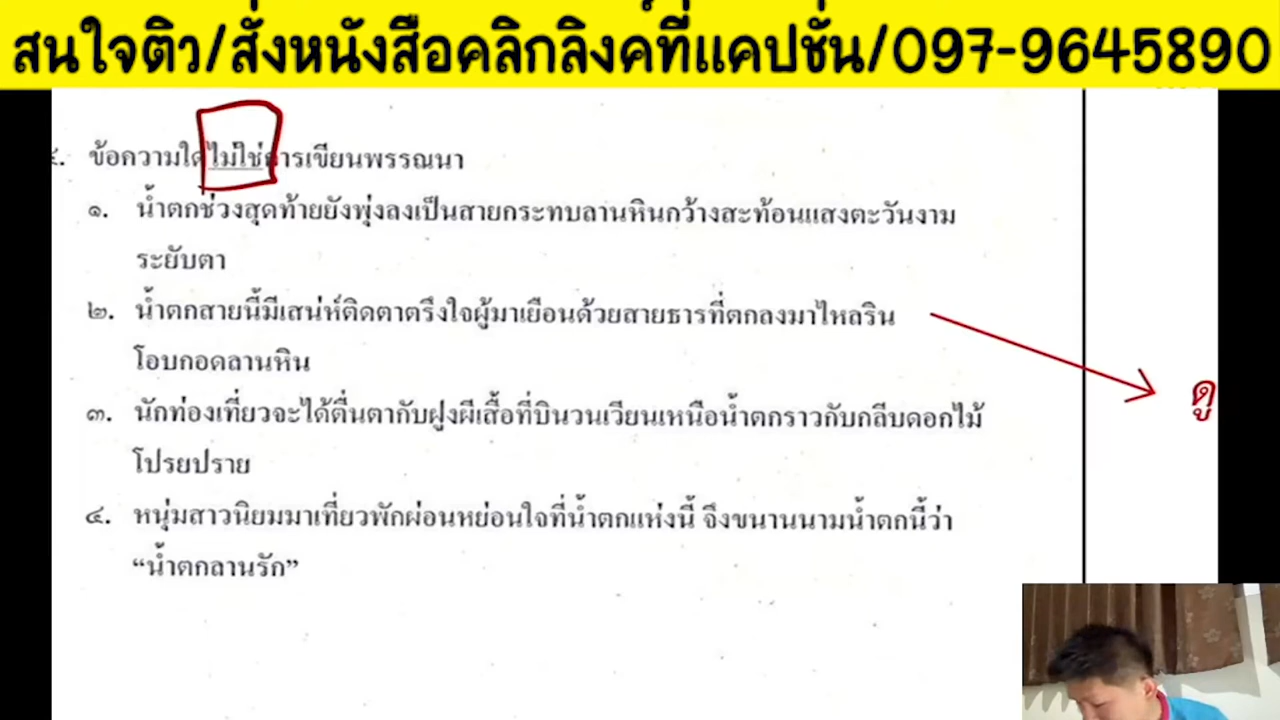 สนใจติว/สั่งหนังสือคลิกลิงค์ที่แคปชั่น/097-9645890
๔. ข้อความใดไม่ใช่การเขียนพรรณนา
๑. น้ำตกช่วงสุดท้ายยังพุ่งลงเป็นสายกระทบลานหินกว้างสะท้อนแสงตะวันงาม
ระยับตา
๒. น้ำตกสายนี้มีเสน่ห์ติดตาตรึงใจผู้มาเยือนด้วยสายธารที่ตกลงมาไหลริน
โอบกอดลานหิน
ดู
๓. นักท่องเที่ยวจะได้ตื่นตากับฝูงผีเสื้อที่บินวนเวียนเหนือน้ำตกราวกับกลีบดอกไม้
โปรยปราย
๔. หนุ่มสาวนิยมมาเที่ยวพักผ่อนหย่อนใจที่น้ำตกแห่งนี้ จึงขนานนามน้ำตกนี้ว่า
“น้ำตกลานรัก”